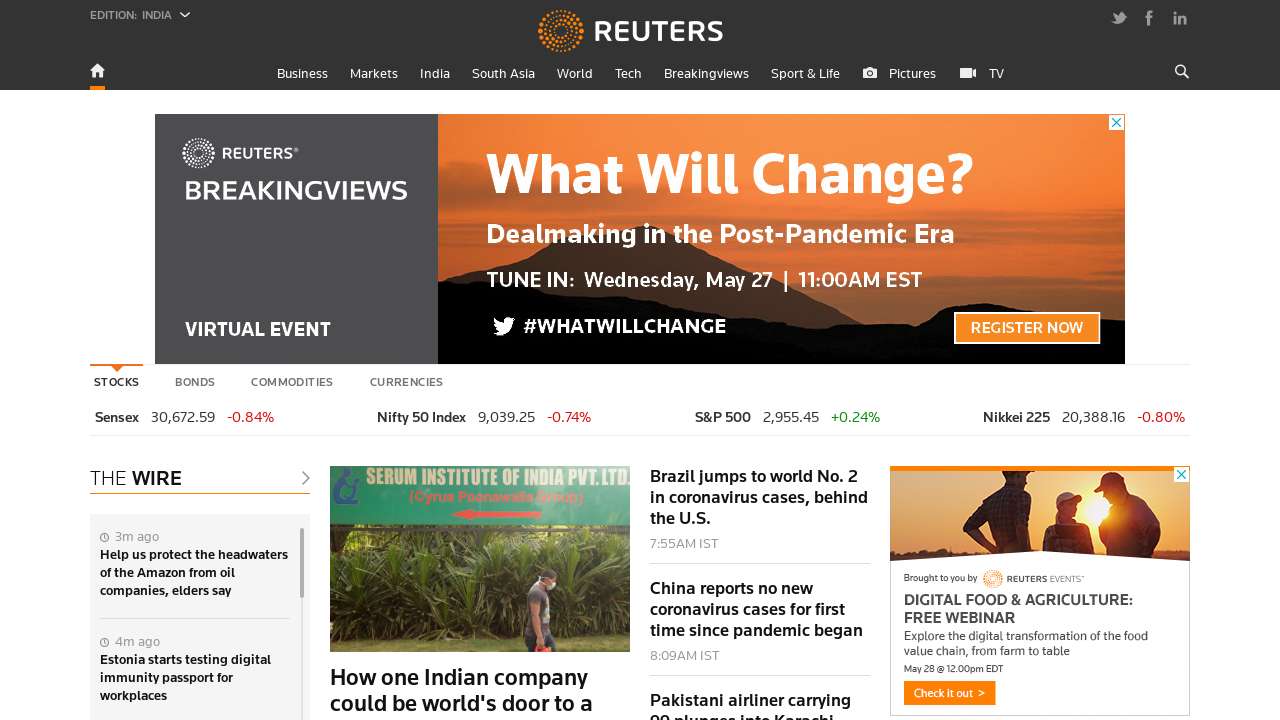 EDITION: INDIA
REUTERS
Business Markets India South Asia World Tech Breakingviews Sport & Life Pictures TV
REUTERS®
BREAKINGVIEWS
VIRTUAL EVENT
What Will Change?
Dealmaking in the Post-Pandemic Era
TUNE IN: Wednesday, May 27 | 11:00AM EST
#WHATWILLCHANGE
REGISTER NOW
STOCKS BONDS COMMODITIES CURRENCIES
Sensex 30,672.59 -0.84% Nifty 50 Index 9,039.25 -0.74% S&P 500 2,955.45 +0.24% Nikkei 225 20,388.16 -0.80%
THE WIRE
3m ago
Help us protect the headwaters
of the Amazon from oil
companies, elders say
4m ago
Estonia starts testing digital
immunity passport for
workplaces
SERUM INSTITUTE OF INDIA PVT.LTD.
(Cyrus Poonawalla Group)
How one Indian company
could be world's door to a
Brazil jumps to world No. 2
in coronavirus cases, behind
the U.S.
7:55AM IST
China reports no new
coronavirus cases for first
time since pandemic began
8:09AM IST
Pakistani airliner carrying
99 plunges into Karachi
Brought to you by REUTERS EVENTS™
DIGITAL FOOD & AGRICULTURE:
FREE WEBINAR
Explore the digital transformation of the food
value chain, from farm to table
May 28 @ 12.00pm EDT
Check it out >